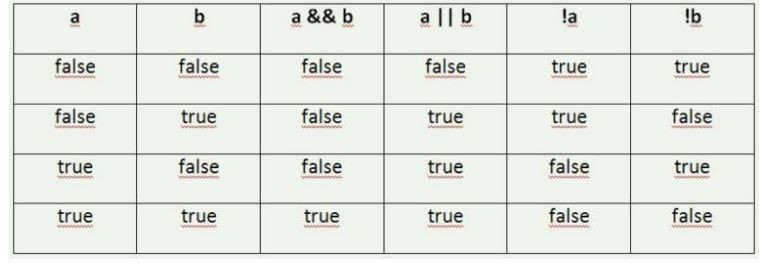 a b a && b a || b !a !b
false false false false true true
false true false true true false
true false false true false true
true true true true false false